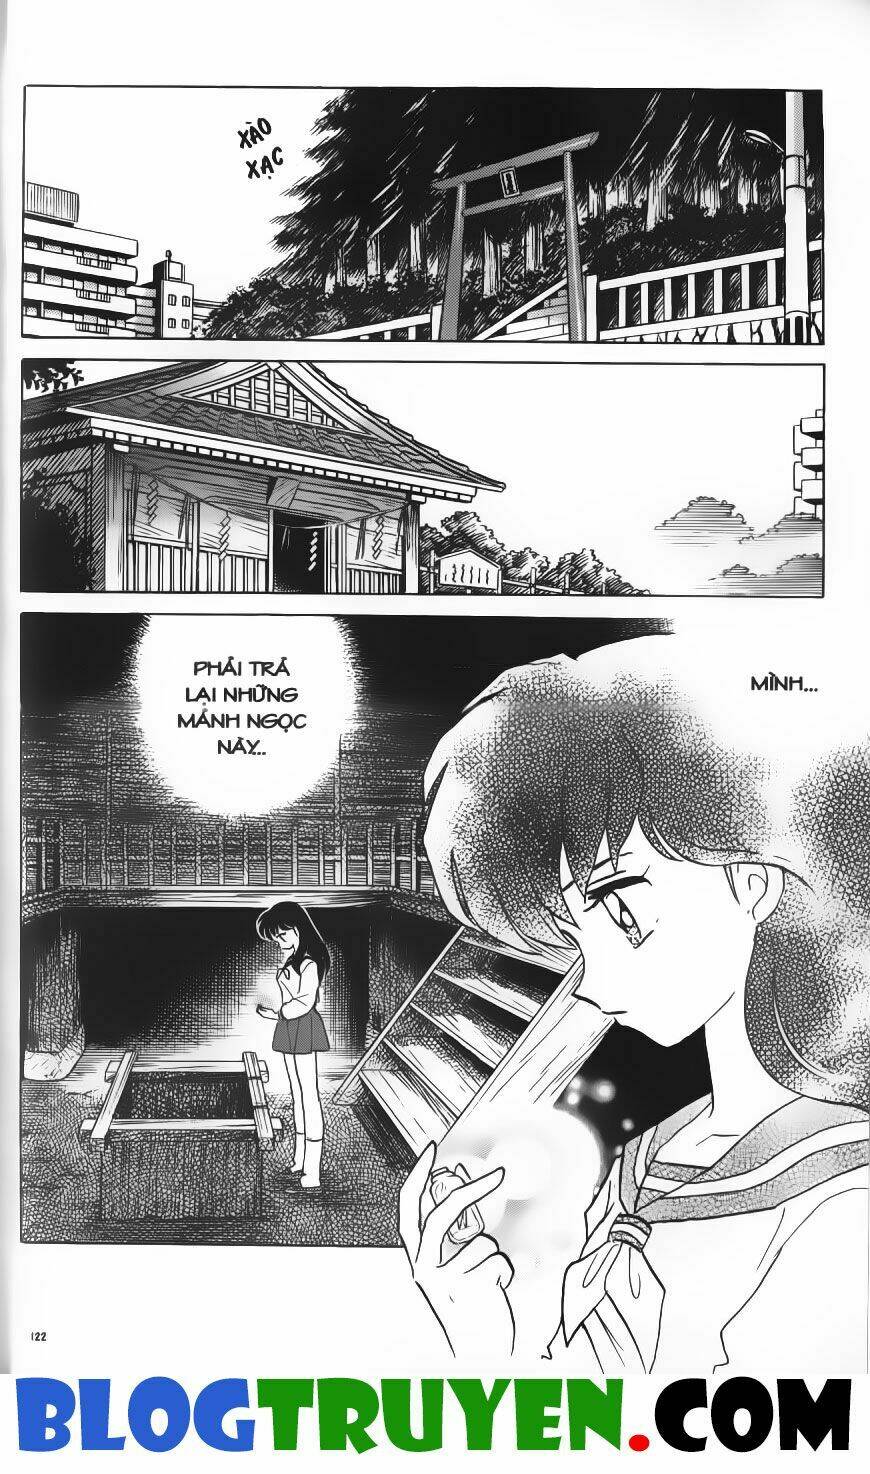 XÀO
XẠC
MÌNH...
PHẢI TRẢ
LẠI NHỮNG
MẢNH NGỌC
NÀY...
122
BLOGTRUYEN.COM